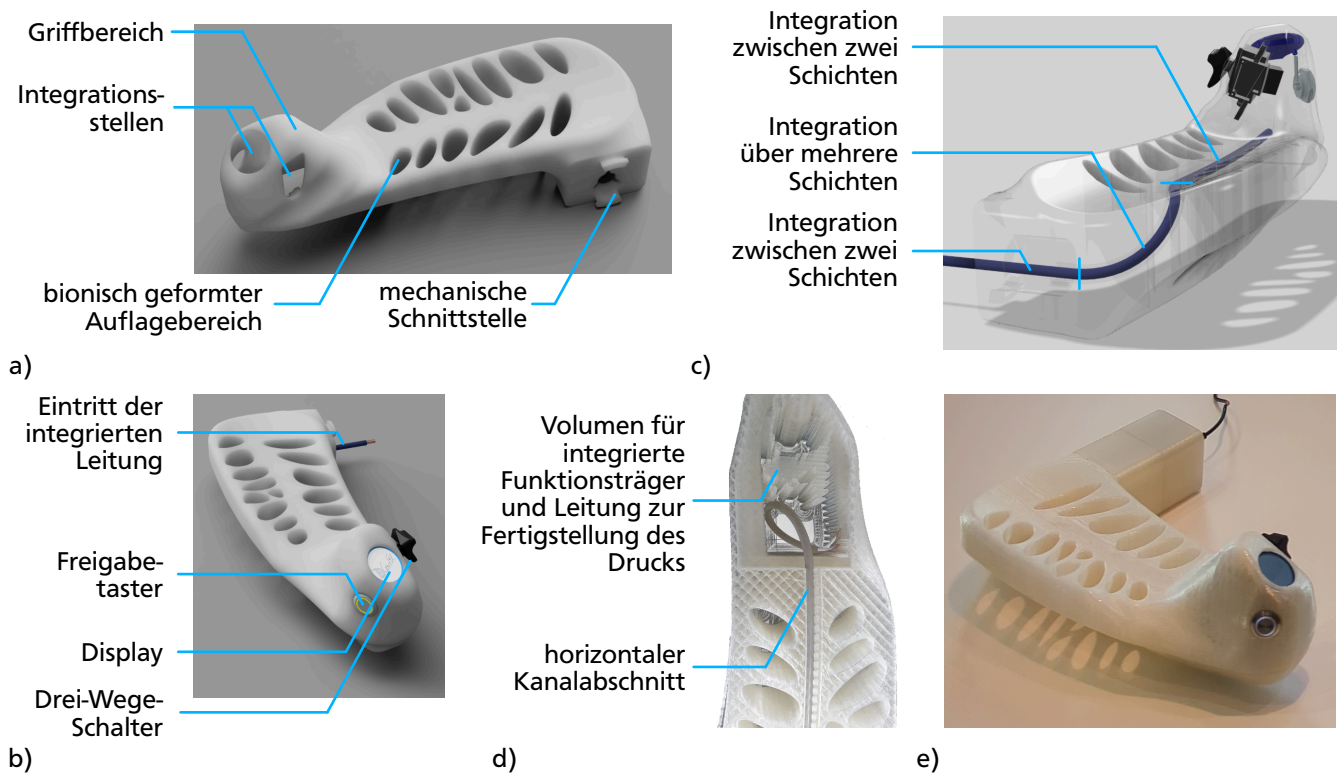 Griffbereich
Integrations-
stellen
bionisch geformter
Auflagebereich
mechanische
Schnittstelle
a)
Integration
zwischen zwei
Schichten
Integration
über mehrere
Schichten
Integration
zwischen zwei
Schichten
c)
Eintritt der
integrierten
Leitung
Freigabe-
taster
Display
Drei-Wege-
Schalter
b)
Volumen für
integrierte
Funktionsträger
und Leitung zur
Fertigstellung des
Drucks
horizontaler
Kanalabschnitt
d)
e)